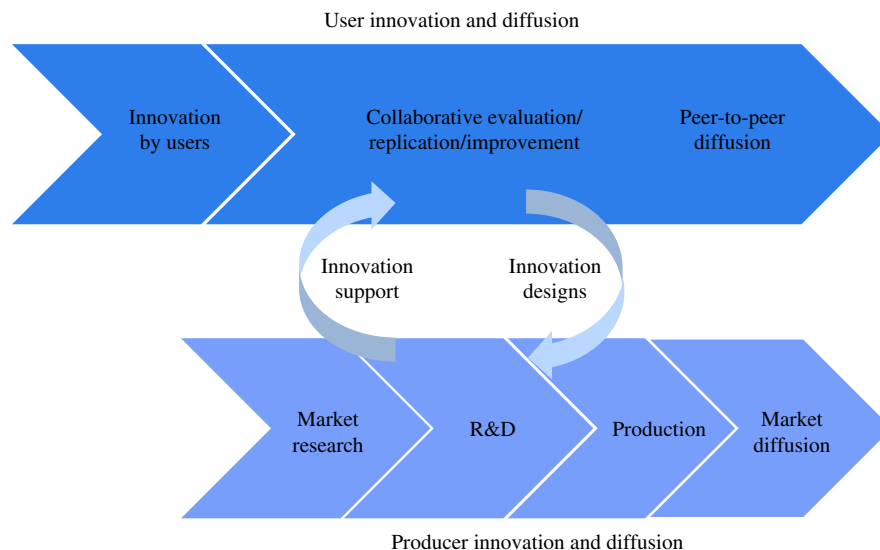 User innovation and diffusion
Innovation
by users
Collaborative evaluation/
replication/improvement
Peer-to-peer
diffusion
Innovation
support
Innovation
designs
Market
research
R&D
Production
Market
diffusion
Producer innovation and diffusion